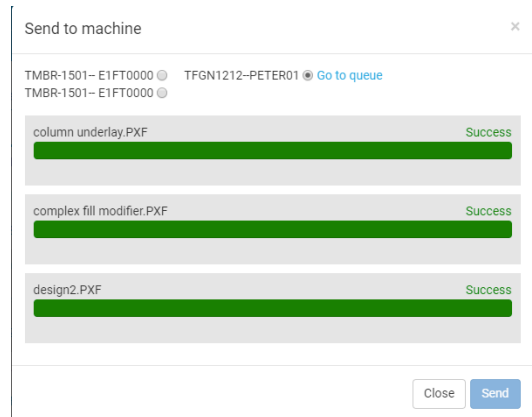 Send to machine ×
TMBR-1501-- E1FT0000 TFGN1212--PETER01 Go to queue
TMBR-1501-- E1FT0000
column underlay.PXF Success
complex fill modifier.PXF Success
design2.PXF Success
Close Send